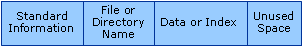 Standard
Information
File or
Directory
Name
Data or Index
Unused
Space